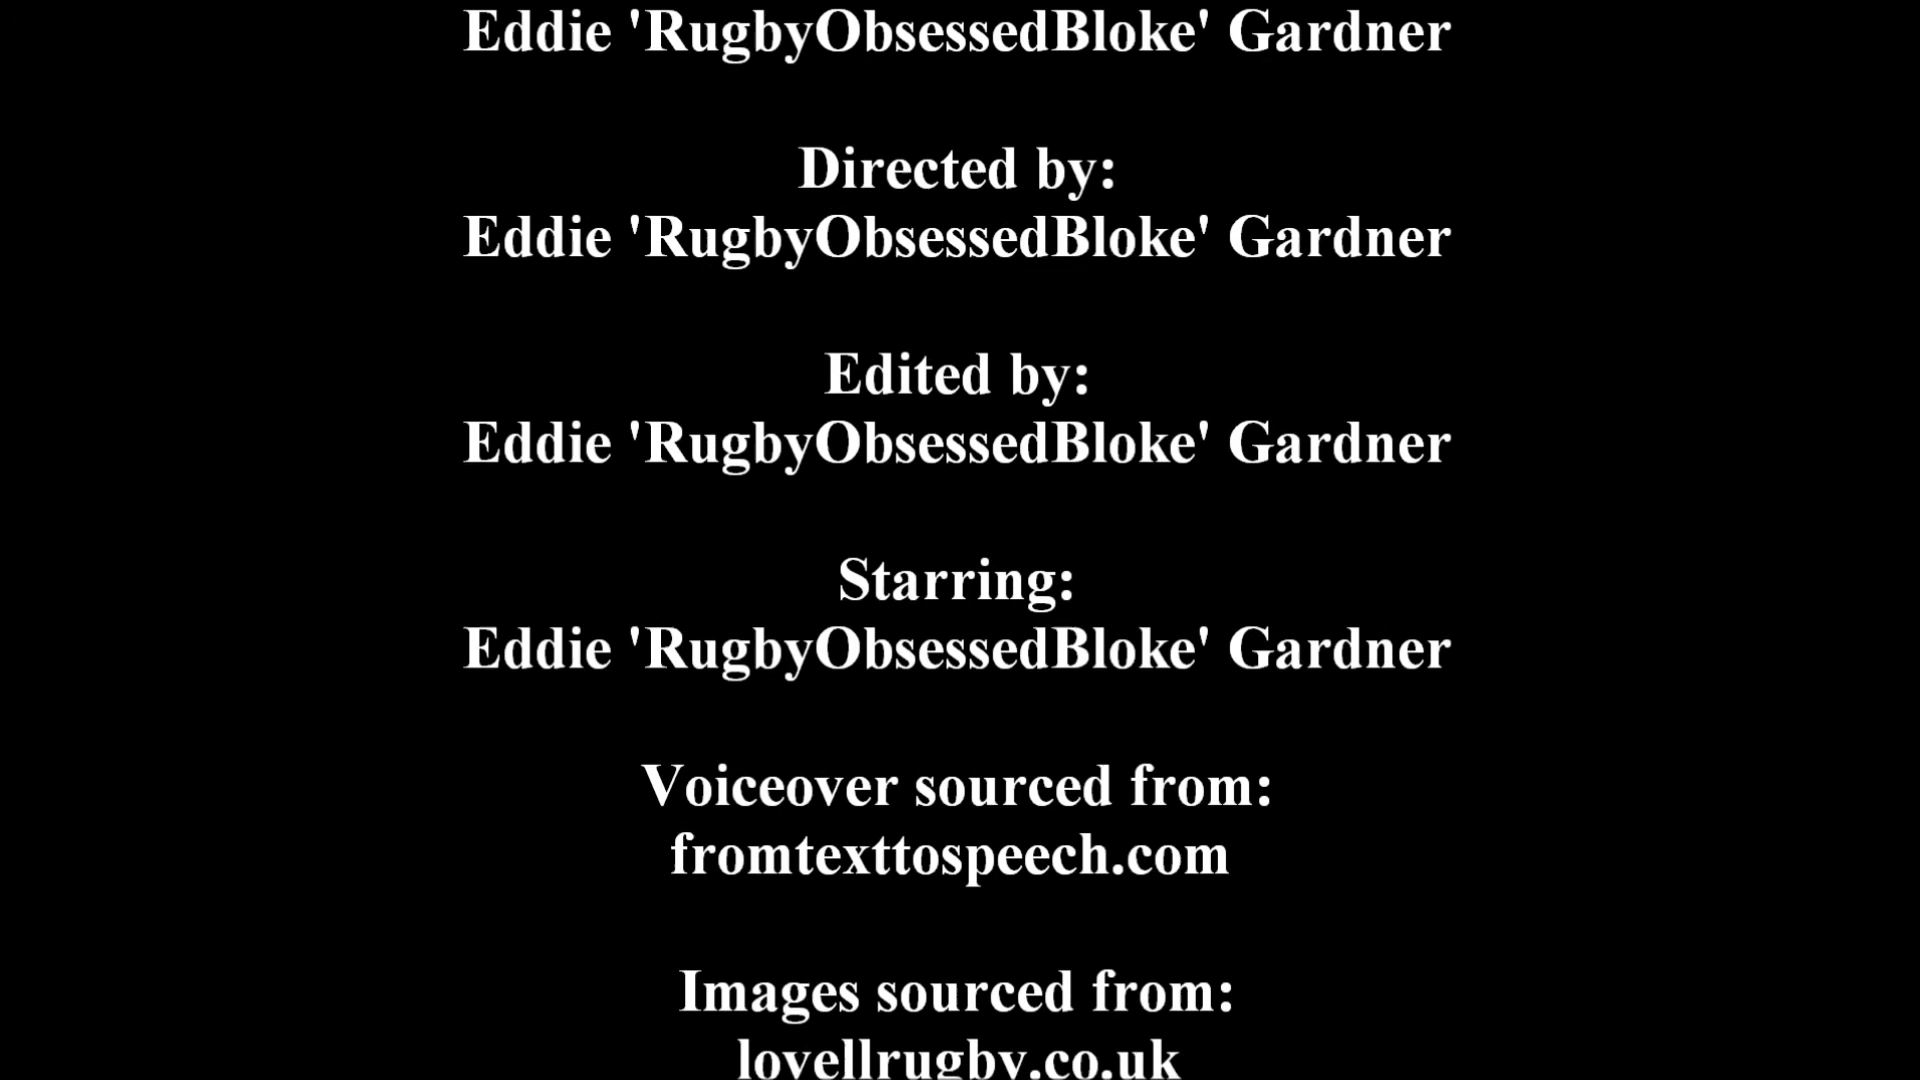 Eddie 'RugbyObsessedBloke' Gardner
Directed by:
Eddie 'RugbyObsessedBloke' Gardner
Edited by:
Eddie 'RugbyObsessedBloke' Gardner
Starring:
Eddie 'RugbyObsessedBloke' Gardner
Voiceover sourced from:
fromtexttospeech.com
Images sourced from:
lovellrugby.co.uk